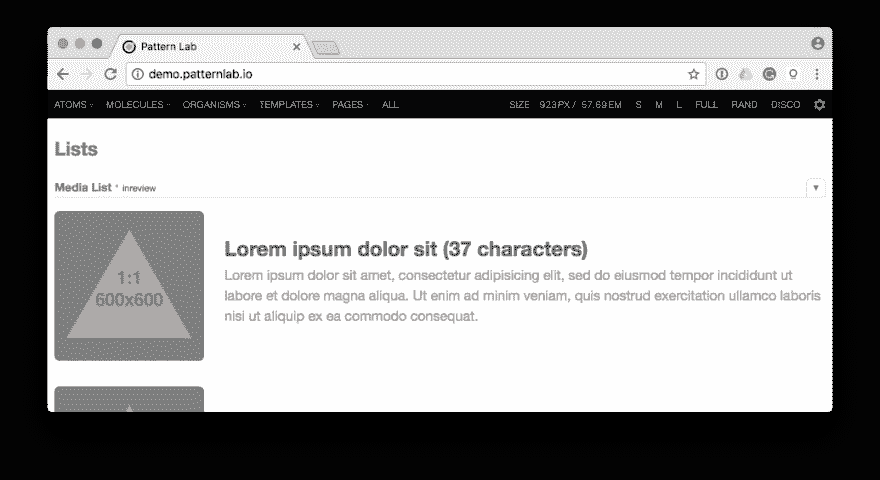 Pattern Lab
demo.patternlab.io
ATOMS MOLECULES ORGANISMS TEMPLATES PAGES ALL SIZE 923PX / 57.69EM S M L FULL RAND DISCO
Lists
Media List * inreview
1:1
600x600
Lorem ipsum dolor sit (37 characters)
Lorem ipsum dolor sit amet, consectetur adipisicing elit, sed do eiusmod tempor incididunt ut
labore et dolore magna aliqua. Ut enim ad minim veniam, quis nostrud exercitation ullamco laboris
nisi ut aliquip ex ea commodo consequat.